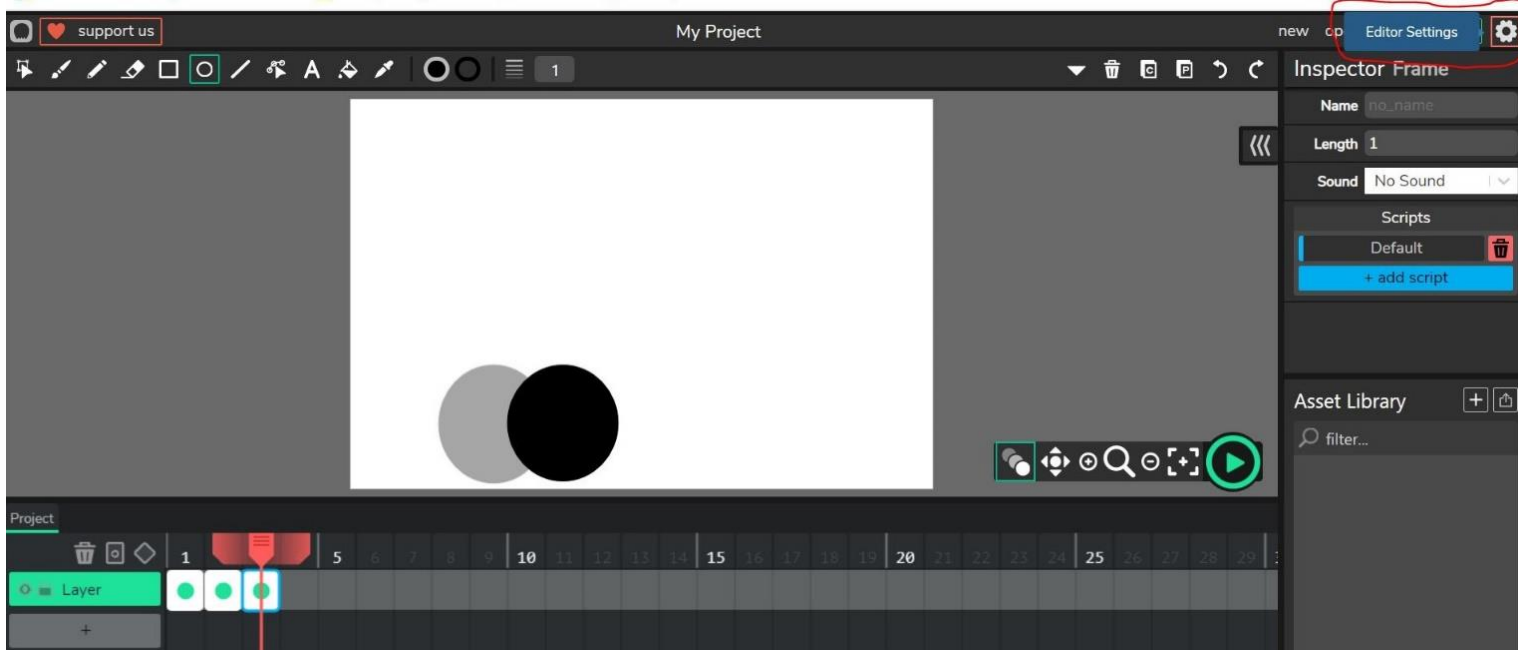 support us
My Project
new op Editor Settings
1
Inspector Frame
Name no_name
Length 1
Sound No Sound
Scripts
Default
+ add script
Asset Library
filter...
Project
1 5 6 7 8 9 10 11 12 13 14 15 16 17 18 19 20 21 22 23 24 25 26 27 28 29
Layer
+